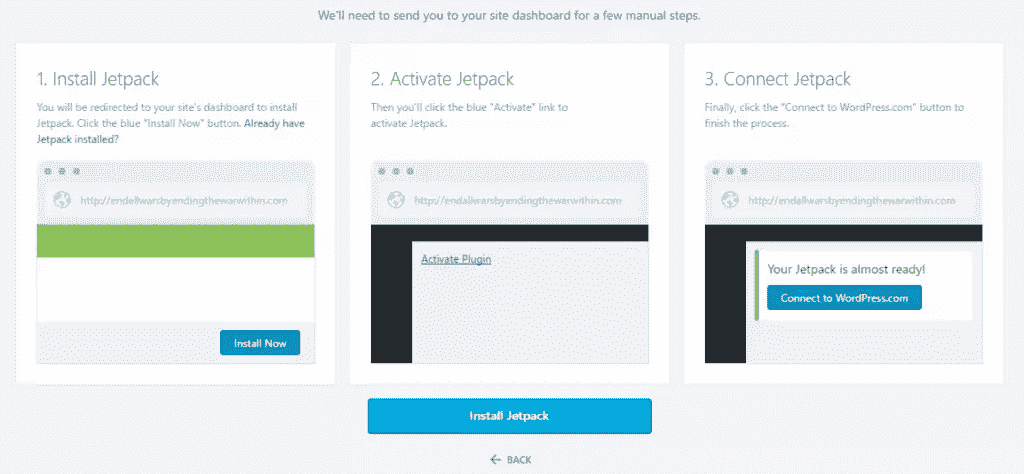 We'll need to send you to your site dashboard for a few manual steps.
1. Install Jetpack
You will be redirected to your site's dashboard to install
Jetpack. Click the blue "Install Now" button. Already have
Jetpack installed?
http://endallwarsbyendingthewarwithin.com
Install Now
2. Activate Jetpack
Then you'll click the blue "Activate" link to
activate Jetpack.
http://endallwarsbyendingthewarwithin.com
Activate Plugin
3. Connect Jetpack
Finally, click the "Connect to WordPress.com" button to
finish the process.
http://endallwarsbyendingthewarwithin.com
Your Jetpack is almost ready!
Connect to WordPress.com
Install Jetpack
BACK